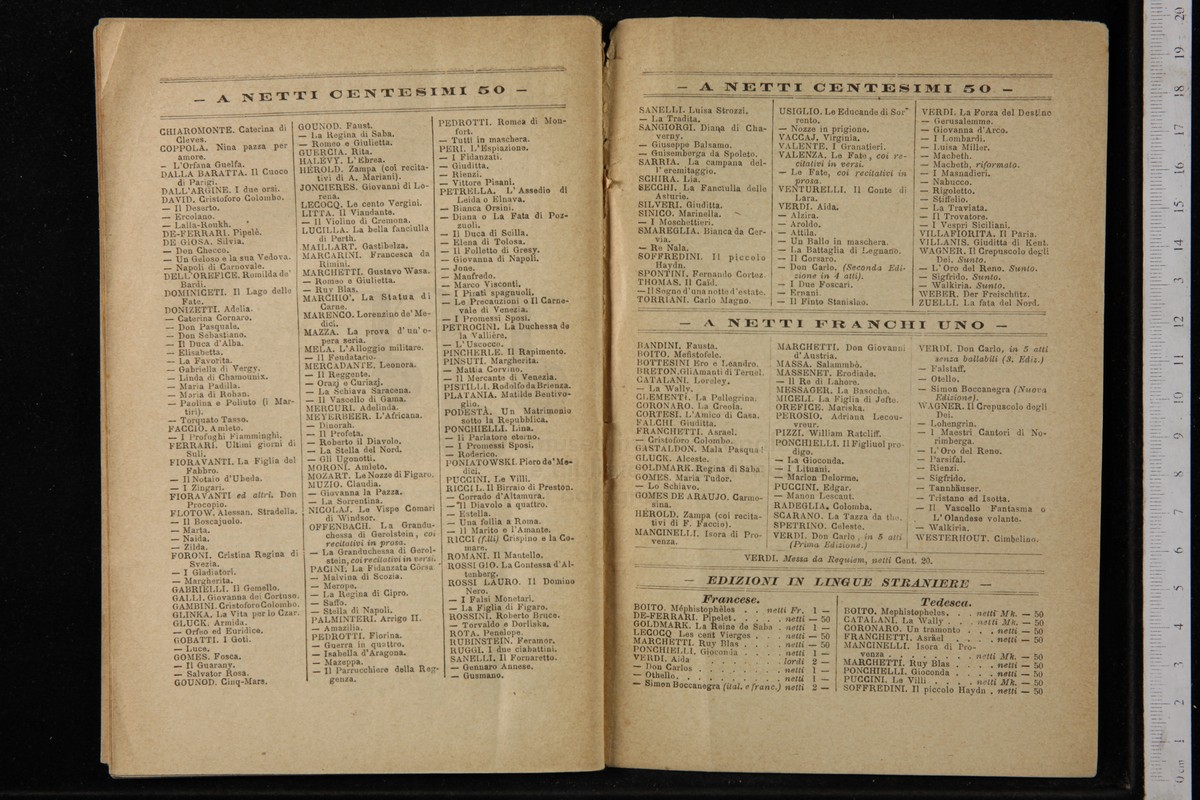 — A NETTI CENTESIMI 50 —
CHIAROMONTE. Caterina di
Cleves.
COPPOLA. Nina pazza per
amore.
— L'Orfana Guelfa.
DALLA BARATTA. Il Cuoco
di Parigi.
DALL'ARGINE. I due orsi.
DAVID. Cristoforo Colombo.
— Il Deserto.
— Ercolano.
— Lalla-Roukh.
DE-FERRARI. Pipelè.
DE GIOSA. Silvia.
— Don Checco.
— Un Geloso e la sua Vedova.
— Napoli di Carnovale.
DELL'OREFICE. Romilda de'
Bardi.
DOMINICETI. Il Lago delle
Fate.
DONIZETTI. Adelia.
— Caterina Cornaro.
— Don Pasquale.
— Don Sebastiano.
— Il Duca d'Alba.
— Elisabetta.
— La Favorita.
— Gabriella di Vergy.
— Linda di Chamounix.
— Maria Padilla.
— Maria di Rohan.
— Paolina e Poliuto (I Mar-
tiri).
— Torquato Tasso.
FACCIO. Amleto.
— I Profughi Fiamminghi.
FERRARI. Ultimi giorni di
Suli.
FIORAVANTI. La Figlia del
Fabbro.
— Il Notaio d'Ubeda.
— I Zingari.
FIORAVANTI ed altri. Don
Procopio.
FLOTOW. Alessan. Stradella.
— Il Boscajuolo.
— Marta.
— Naida.
— Zilda.
FORONI. Cristina Regina di
Svezia.
— I Gladiatori.
— Margherita.
GABRIELLI. Il Gemello.
GALLI. Giovanna dei Cortuso.
GAMBINI. Cristoforo Colombo.
GLINKA. La Vita per lo Czar.
GLUCK. Armida.
— Orfeo ed Euridice.
GOBATTI. I Goti.
— Luce.
GOMES. Fosca.
— Il Guarany.
— Salvator Rosa.
GOUNOD. Cinq-Mars.
GOUNOD. Faust.
— La Regina di Saba.
— Romeo e Giulietta.
GUERCIA. Rita.
HALÉVY. L'Ebrea.
HEROLD. Zampa (coi recita-
tivi di A. Mariani).
JONCIERES. Giovanni di Lo-
rena.
LECOCQ. Le cento Vergini.
LITTA. Il Viandante.
— Il Violino di Cremona.
LUCILLA. La bella fanciulla
di Perth.
MAILLART. Gastibelza.
MARCARINI. Francesca da
Rimini.
MARCHETTI. Gustavo Wasa.
— Romeo e Giulietta.
— Ruy Blas.
MARCHIO'. La Statua di
Carne.
MARENCO. Lorenzino de' Me-
dici.
MAZZA. La prova d'un' o-
pera seria.
MELA. L'Alloggio militare.
— Il Feudatario.
MERCADANTE. Leonora.
— Il Reggente.
— Orazj e Curiazj.
— La Schiava Saracena.
— Il Vascello di Gama.
MERCURI. Adelinda.
MEYERBEER. L'Africana.
— Dinorah.
— Il Profeta.
— Roberto il Diavolo.
— La Stella del Nord.
— Gli Ugonotti.
MORONI. Amleto.
MOZART. Le Nozze di Figaro.
MUZIO. Claudia.
— Giovanna la Pazza.
— La Sorrentina.
NICOLAJ. Le Vispe Comari
di Windsor.
OFFENBACH. La Grandu-
chessa di Gerolstein, coi
recitativi in prosa.
— La Granduchessa di Gerol-
stein, coi recitativi in versi.
PACINI. La Fidanzata Còrsa
— Malvina di Scozia.
— Merope.
— La Regina di Cipro.
— Saffo.
— Stella di Napoli.
PALMINTERI. Arrigo II.
— Amazilia.
PEDROTTI. Fiorina.
— Guerra in quattro.
— Isabella d'Aragona.
— Mazeppa.
— Il Parrucchiere della Reg-
genza.
PEDROTTI. Romea di Mon-
fort.
— Tutti in maschera.
PERI. L'Espiazione.
— I Fidanzati.
— Giuditta.
— Rienzi.
— Vittore Pisani.
PETRELLA. L'Assedio di
Leida o Elnava.
— Bianca Orsini.
— Diana o La Fata di Poz-
zuoli.
— Il Duca di Scilla.
— Elena di Tolosa.
— Il Folletto di Gresy.
— Giovanna di Napoli.
— Jone.
— Manfredo.
— Marco Visconti.
— I Pirati spagnuoli.
— Le Precauzioni o Il Carne-
vale di Venezia.
— I Promessi Sposi.
PETROCINI. La Duchessa de
la Vallière.
— L'Uscocco.
PINCHERLE. Il Rapimento.
PINSUTI. Margherita.
— Mattia Corvino.
— Il Mercante di Venezia.
PISTILLI. Rodolfo da Brienza.
PLATANIA. Matilde Bentivo-
glio.
PODESTÀ. Un Matrimonio
sotto la Repubblica.
PONCHIELLI. Lina.
— Il Parlatore eterno.
— I Promessi Sposi.
— Roderico.
PONIATOWSKI. Piero de' Me-
dici.
PUCCINI. Le Villi.
RICCI L. Il Birraio di Preston.
— Corrado d'Altamura.
— Il Diavolo a quattro.
— Estella.
— Una follia a Roma.
— Il Marito e l'Amante.
RICCI (f.lli) Crispino e la Co-
mare.
ROMANI. Il Mantello.
ROSSI GIO. La Contessa d'Al-
tenberg.
ROSSI LAURO. Il Domino
Nero.
— I Falsi Monetari.
— La Figlia di Figaro.
ROSSINI. Roberto Bruce.
— Torvaldo e Dorliska.
ROTA. Penelope.
RUBINSTEIN. Feramor.
RUGGI. I due ciabattini.
SANELLI. Il Fornaretto.
— Gennaro Annese.
— Gusmano.
— A NETTI CENTESIMI 50 —
SANELLI. Luisa Strozzi.
— La Tradita.
SANGIORGI. Diana di Cha-
verny.
— Giuseppe Balsamo.
— Guisemberga da Spoleto.
SARRIA. La campana del-
l'eremitaggio.
SCHIRA. Lia.
SECCHI. La Fanciulla delle
Asturie.
SILVERI. Giuditta.
SINICO. Marinella.
— I Moschettieri.
SMAREGLIA. Bianca da Cer-
via.
— Re Nala.
SOFFREDINI. Il piccolo
Haydn.
SPONTINI. Fernando Cortez.
THOMAS. Il Caid.
— Il Sogno d'una notte d'estate.
TORRIANI. Carlo Magno.
USIGLIO. Le Educande di Sor-
rento.
— Nozze in prigione.
VACCAJ. Virginia.
VALENTE. I Granatieri.
VALENZA. Le Fate, coi re-
citativi in versi.
— Le Fate, coi recitativi in
prosa.
VENTURELLI. Il Conte di
Lara.
VERDI. Aida.
— Alzira.
— Aroldo.
— Attila.
— Un Ballo in maschera.
— La Battaglia di Legnano.
— Il Corsaro.
— Don Carlo. (Seconda Edi-
zione in 4 atti).
— I Due Foscari.
— Ernani
— Il Finto Stanislao.
VERDI. La Forza del Destino
— Gerusalemme.
— Giovanna d'Arco.
— I Lombardi.
— Luisa Miller.
— Macbeth.
— Macbeth, riformato.
— I Masnadieri.
— Nabucco.
— Rigoletto.
— Stiffelio.
— La Traviata.
— Il Trovatore.
— I Vespri Siciliani.
VILLAFIORITA. Il Pària.
VILLANIS. Giuditta di Kent.
WAGNER. Il Crepuscolo degli
Dei. Sunto.
— L'Oro del Reno. Sunto.
— Sigfrido. Sunto.
— Walkiria. Sunto.
WEBER. Der Freischütz.
ZUELLI. La fata del Nord.
— A NETTI FRANCHI UNO —
BANDINI. Fausta.
BOITO. Mefistofele.
BOTTESINI Ero e Leandro.
BRETON. Gli Amanti di Teruel.
CATALANI. Loreley.
— La Wally.
CLEMENTI. La Pellegrina.
CORONARO. La Creola.
CORTESI. L'Amico di Casa.
FALCHI Giuditta.
FRANCHETTI. Asrael.
— Cristoforo Colombo.
GASTALDON. Mala Pasqua!
GLUCK. Alceste.
GOLDMARK. Regina di Saba
GOMES. Maria Tudor.
— Lo Schiavo.
GOMES DE ARAUJO. Carmo-
sina.
HEROLD. Zampa (coi recita-
tivi di F. Faccio).
MANCINELLI. Isora di Pro-
venza.
MARCHETTI. Don Giovanni
d'Austria.
MASSA. Salammbò.
MASSENET. Erodiade.
— Il Re di Lahore.
MESSAGER. La Basoche.
MICELI. La Figlia di Jefte.
OREFICE. Mariska.
PEROSIO. Adriana Lecou-
vreur.
PIZZI. William Ratcliff.
PONCHIELLI. Il Figliuol pro-
digo.
— La Gioconda.
— I Lituani.
— Marion Delorme.
PUCCINI. Edgar.
— Manon Lescaut.
RADEGLIA. Colomba.
SCARANO. La Tazza da the.
SPETRINO. Celeste.
VERDI. Don Carlo, in 5 atti
(Prima Edizione.)
VERDI. Don Carlo, in 5 atti
senza ballabili (3. Ediz.)
— Falstaff.
— Otello.
— Simon Boccanegra (Nuova
Edizione).
WAGNER. Il Crepuscolo degli
Dei.
— Lohengrin.
— I Maestri Cantori di No-
rimberga.
— L'Oro del Reno.
— Parsifal.
— Rienzi.
— Sigfrido.
— Tannhäuser.
— Tristano ed Isotta.
— Il Vascello Fantasma o
L'Olandese volante.
— Walkiria.
WESTERHOUT. Cimbelino.
VERDI. Messa da Requiem, netti Cent. 20.
— EDIZIONI IN LINGUE STRANIERE —
Francese.
BOITO. Méphistophèles . . netti Fr. 1 —
DE-FERRARI. Pipelet. . . . . netti — 50
GOLDMARK. La Reine de Saba . netti 1 —
LECOCQ Les cent Vierges . . . netti — 50
MARCHETTI. Ruy Blas . . . . netti — 50
PONCHIELLI. Gioconda . . . . netti 1 —
VERDI. Aida . . . . lordi 2 —
— Don Carlos . . . . netti 1 —
— Othello. . . . . netti 1 —
— Simon Boccanegra (ital. e franc.) netti 2 —
Tedesca.
BOITO. Mephistopheles. . . netti Mk. — 50
CATALANI. La Wally . . . netti Mk. — 50
CORONARO. Un tramonto . . . netti — 50
FRANCHETTI. Asräel . . . . netti — 50
MANCINELLI. Isora di Pro-
venza . . . . netti Mk. — 50
MARCHETTI. Ruy Blas . . . netti — 50
PONCHIELLI. Gioconda . . . netti — 50
PUCCINI. Le Villi . . . . netti Mk. — 50
SOFFREDINI. Il piccolo Haydn . netti — 50
0 cm 1 2 3 4 5 6 7 8 9 10 11 12 13 14 15 16 17 18 19 20